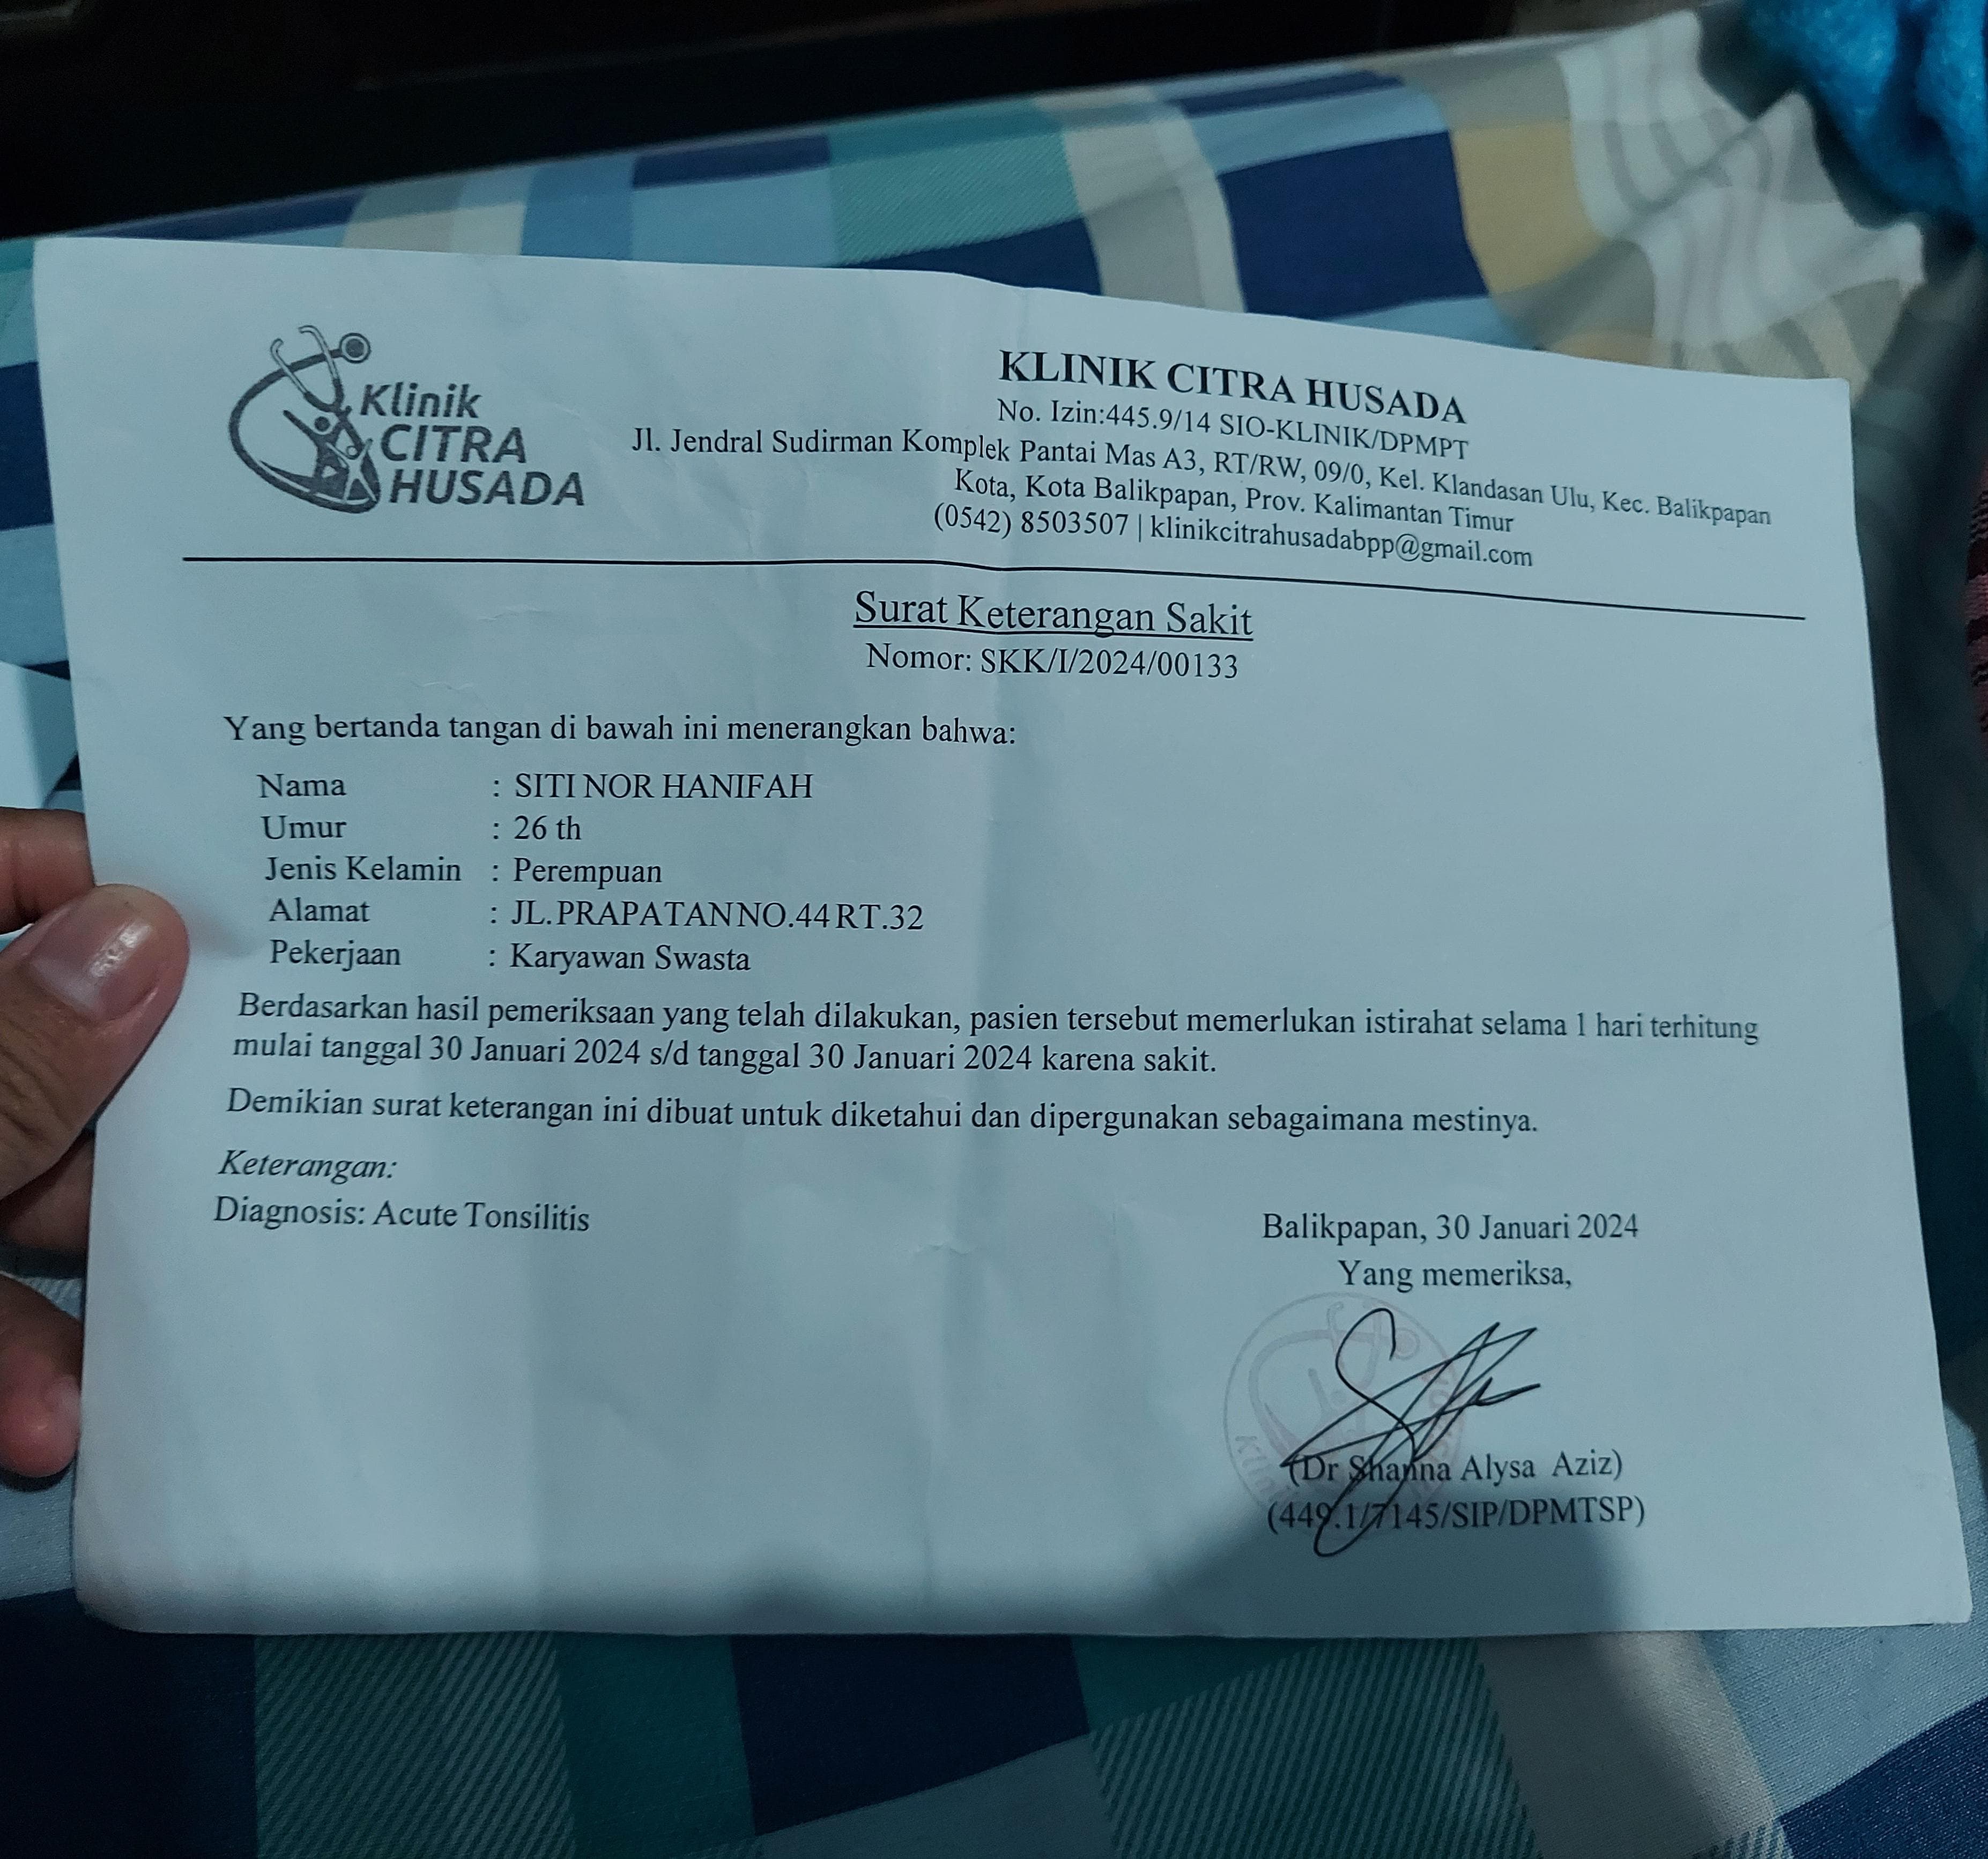 Klinik
CITRA
HUSADA
KLINIK CITRA HUSADA
No. Izin:445.9/14 SIO-KLINIK/DPMPT
Jl. Jendral Sudirman Komplek Pantai Mas A3, RT/RW, 09/0, Kel. Klandasan Ulu, Kec. Balikpapan
Kota, Kota Balikpapan, Prov. Kalimantan Timur
(0542) 8503507 | klinikcitrahusadabpp@gmail.com
Surat Keterangan Sakit
Nomor: SKK/I/2024/00133
Yang bertanda tangan di bawah ini menerangkan bahwa:
Nama : SITI NOR HANIFAH
Umur : 26 th
Jenis Kelamin : Perempuan
Alamat : JL.PRAPATAN NO.44 RT.32
Pekerjaan : Karyawan Swasta
Berdasarkan hasil pemeriksaan yang telah dilakukan, pasien tersebut memerlukan istirahat selama 1 hari terhitung
mulai tanggal 30 Januari 2024 s/d tanggal 30 Januari 2024 karena sakit.
Demikian surat keterangan ini dibuat untuk diketahui dan dipergunakan sebagaimana mestinya.
Keterangan:
Diagnosis: Acute Tonsilitis
Balikpapan, 30 Januari 2024
Yang memeriksa,
(Dr Shanna Alysa Aziz)
(449.1/7145/SIP/DPMTSP)